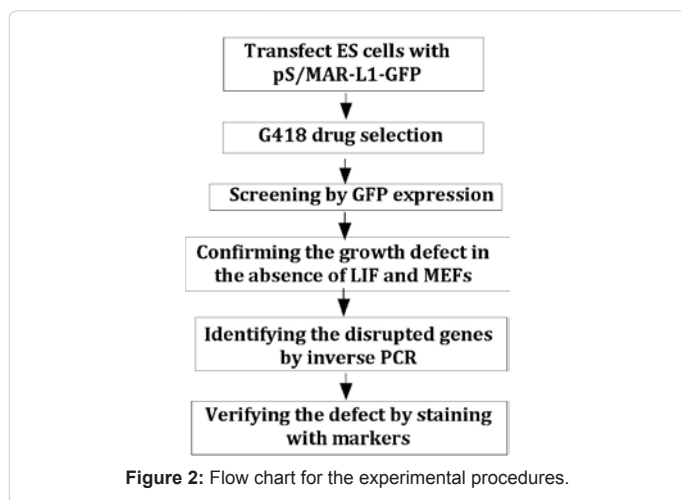 Transfect ES cells with
pS/MAR-L1-GFP
G418 drug selection
Screening by GFP expression
Confirming the growth defect in
the absence of LIF and MEFs
Identifying the disrupted genes
by inverse PCR
Verifying the defect by staining
with markers
Figure 2: Flow chart for the experimental procedures.